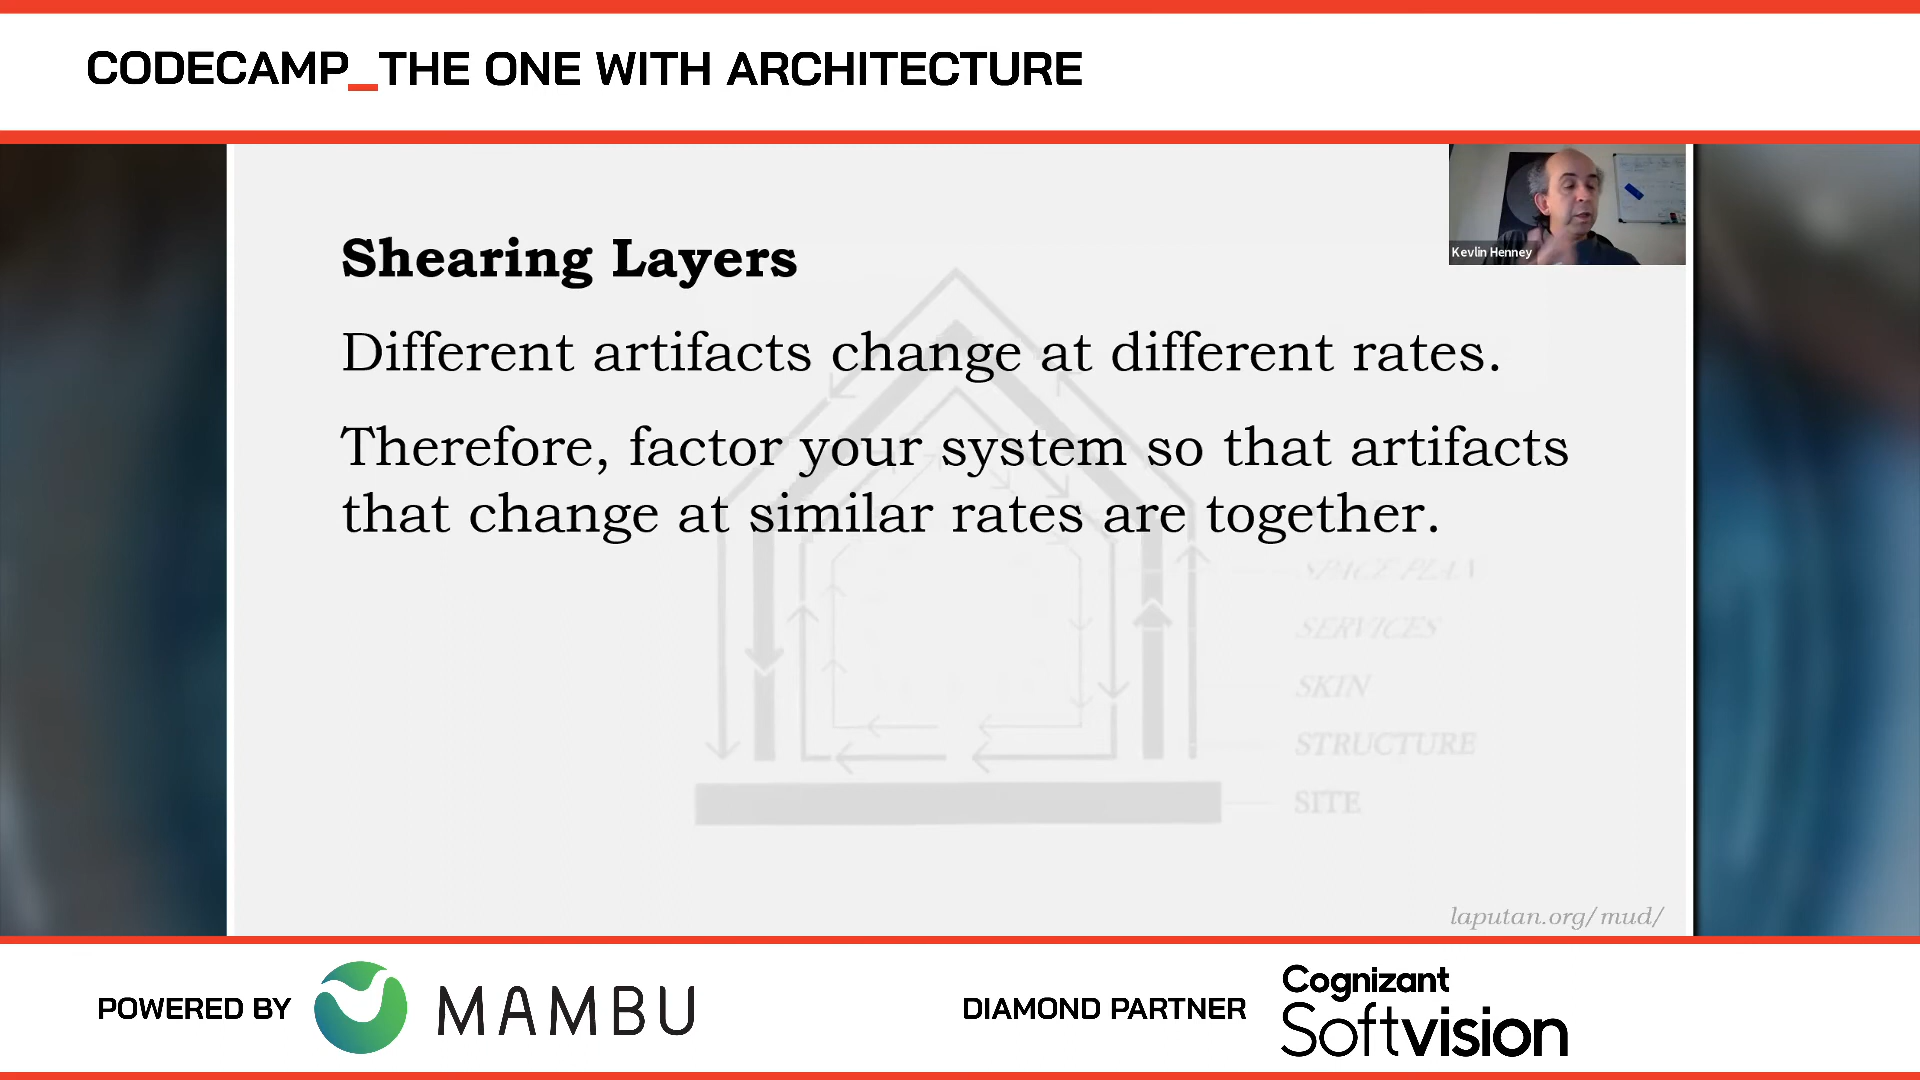 CODECAMP_THE ONE WITH ARCHITECTURE
Kevlin Henney
Shearing Layers
Different artifacts change at different rates.
Therefore, factor your system so that artifacts
that change at similar rates are together.
SPACE PLAN
SERVICES
SKIN
STRUCTURE
SITE
laputan.org/mud/
POWERED BY
MAMBU
DIAMOND PARTNER
Cognizant
Softvision